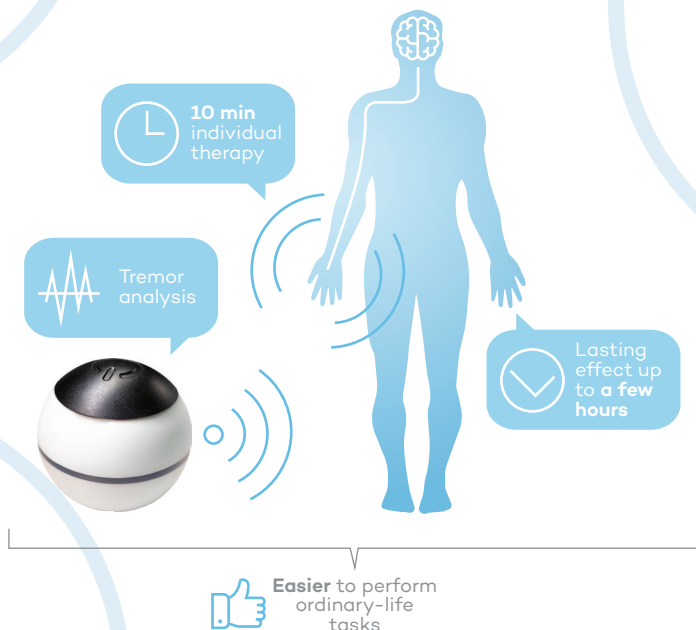 10 min
individual
therapy
Tremor
analysis
Lasting
effect up
to a few
hours
Easier to perform
ordinary-life
tasks